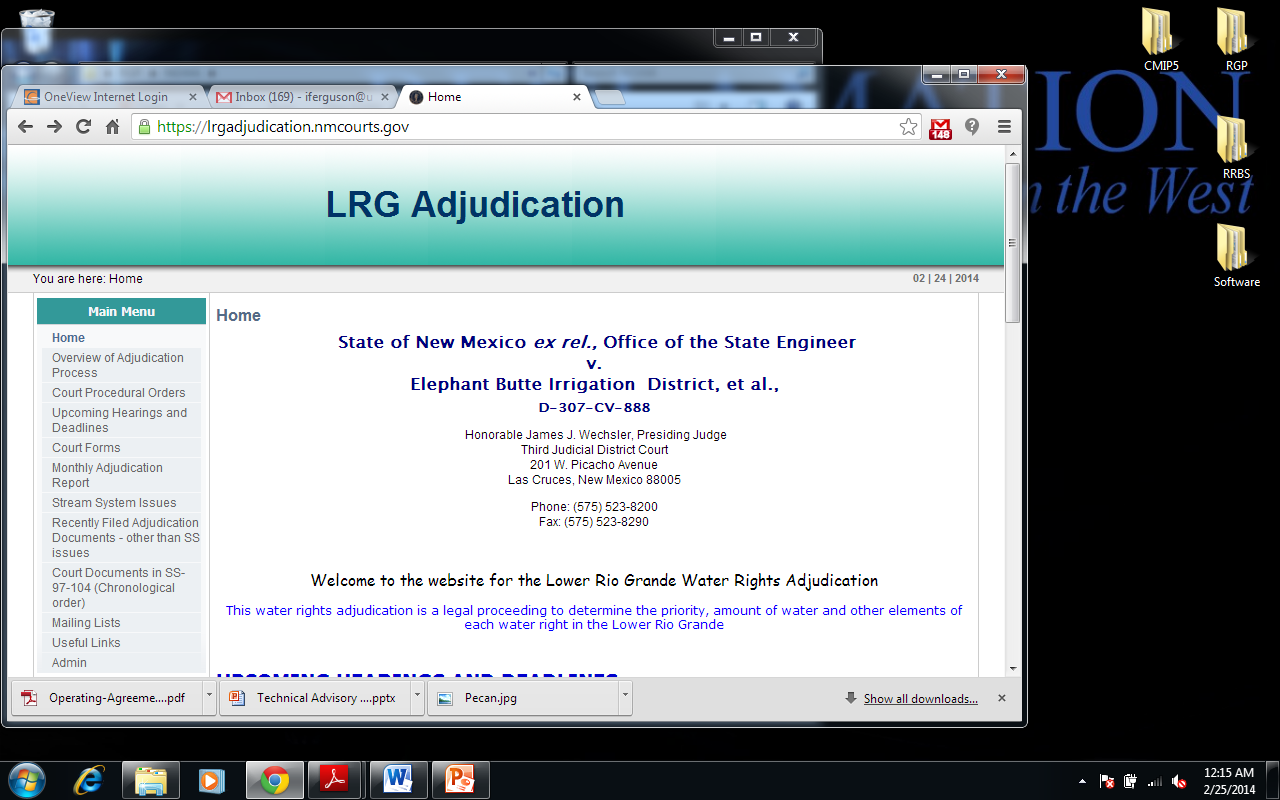 CMIP5
RGP
RRBS
Software
MATION
in the West
OneView Internet Login
Inbox (169) - iferguson@u
Home
https://lrgadjudication.nmcourts.gov
148
LRG Adjudication
You are here: Home
02 | 24 | 2014
Main Menu
Home
Overview of Adjudication
Process
Court Procedural Orders
Upcoming Hearings and
Deadlines
Court Forms
Monthly Adjudication
Report
Stream System Issues
Recently Filed Adjudication
Documents - other than SS
issues
Court Documents in SS-
97-104 (Chronological
order)
Mailing Lists
Useful Links
Admin
Home
State of New Mexico ex rel., Office of the State Engineer
v.
Elephant Butte Irrigation District, et al.,
D-307-CV-888
Honorable James J. Wechsler, Presiding Judge
Third Judicial District Court
201 W. Picacho Avenue
Las Cruces, New Mexico 88005
Phone: (575) 523-8200
Fax: (575) 523-8290
Welcome to the website for the Lower Rio Grande Water Rights Adjudication
This water rights adjudication is a legal proceeding to determine the priority, amount of water and other elements of
each water right in the Lower Rio Grande
UPCOMING HEARINGS AND DEADLINES
Operating-Agreeme....pdf
Technical Advisory ....pptx
Pecan.jpg
Show all downloads...
12:15 AM
2/25/2014